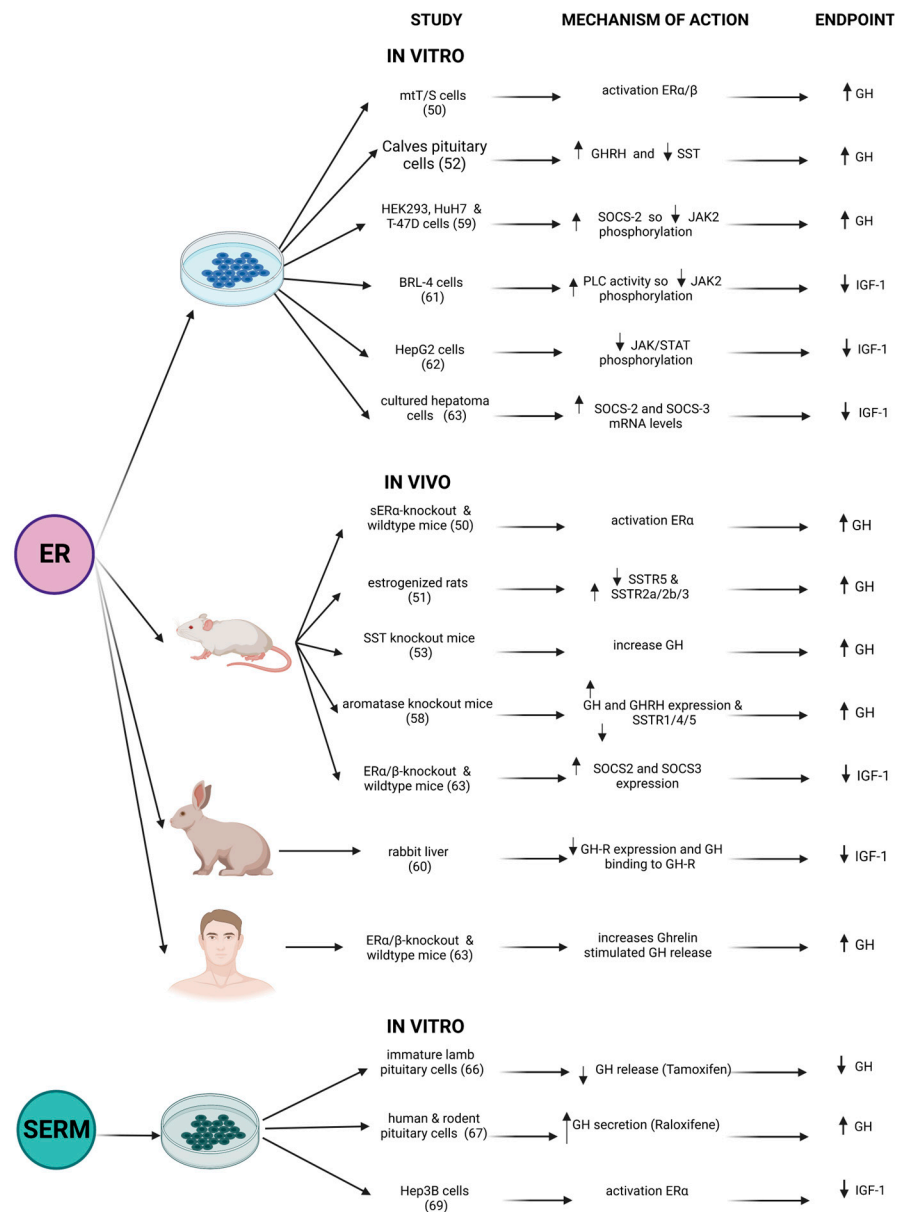 STUDY MECHANISM OF ACTION ENDPOINT
IN VITRO
mtT/S cells
(50)
activation ERα/β
↑ GH
Calves pituitary
cells (52)
↑ GHRH and ↓ SST
↑ GH
HEK293, HuH7 &
T-47D cells (59)
↑ SOCS-2 so ↓ JAK2
phosphorylation
↑ GH
BRL-4 cells
(61)
↑ PLC activity so ↓ JAK2
phosphorylation
↓ IGF-1
HepG2 cells
(62)
↓ JAK/STAT
phosphorylation
↓ IGF-1
cultured hepatoma
cells (63)
↑ SOCS-2 and SOCS-3
mRNA levels
↓ IGF-1
ER
IN VIVO
sERα-knockout &
wildtype mice (50)
activation ERα
↑ GH
estrogenized rats
(51)
↓ SSTR5 &
↑ SSTR2a/2b/3
↑ GH
SST knockout mice
(53)
increase GH
↑ GH
aromatase knockout mice
(58)
↑ GH and GHRH expression &
↓ SSTR1/4/5
↑ GH
ERα/β-knockout &
wildtype mice (63)
↑ SOCS2 and SOCS3
expression
↓ IGF-1
rabbit liver
(60)
↓ GH-R expression and GH
binding to GH-R
↓ IGF-1
ERα/β-knockout &
wildtype mice (63)
increases Ghrelin
stimulated GH release
↑ GH
SERM
IN VITRO
immature lamb
pituitary cells (66)
↓ GH release (Tamoxifen)
↓ GH
human & rodent
pituitary cells (67)
↑ GH secretion (Raloxifene)
↑ GH
Hep3B cells
(69)
activation ERα
↓ IGF-1